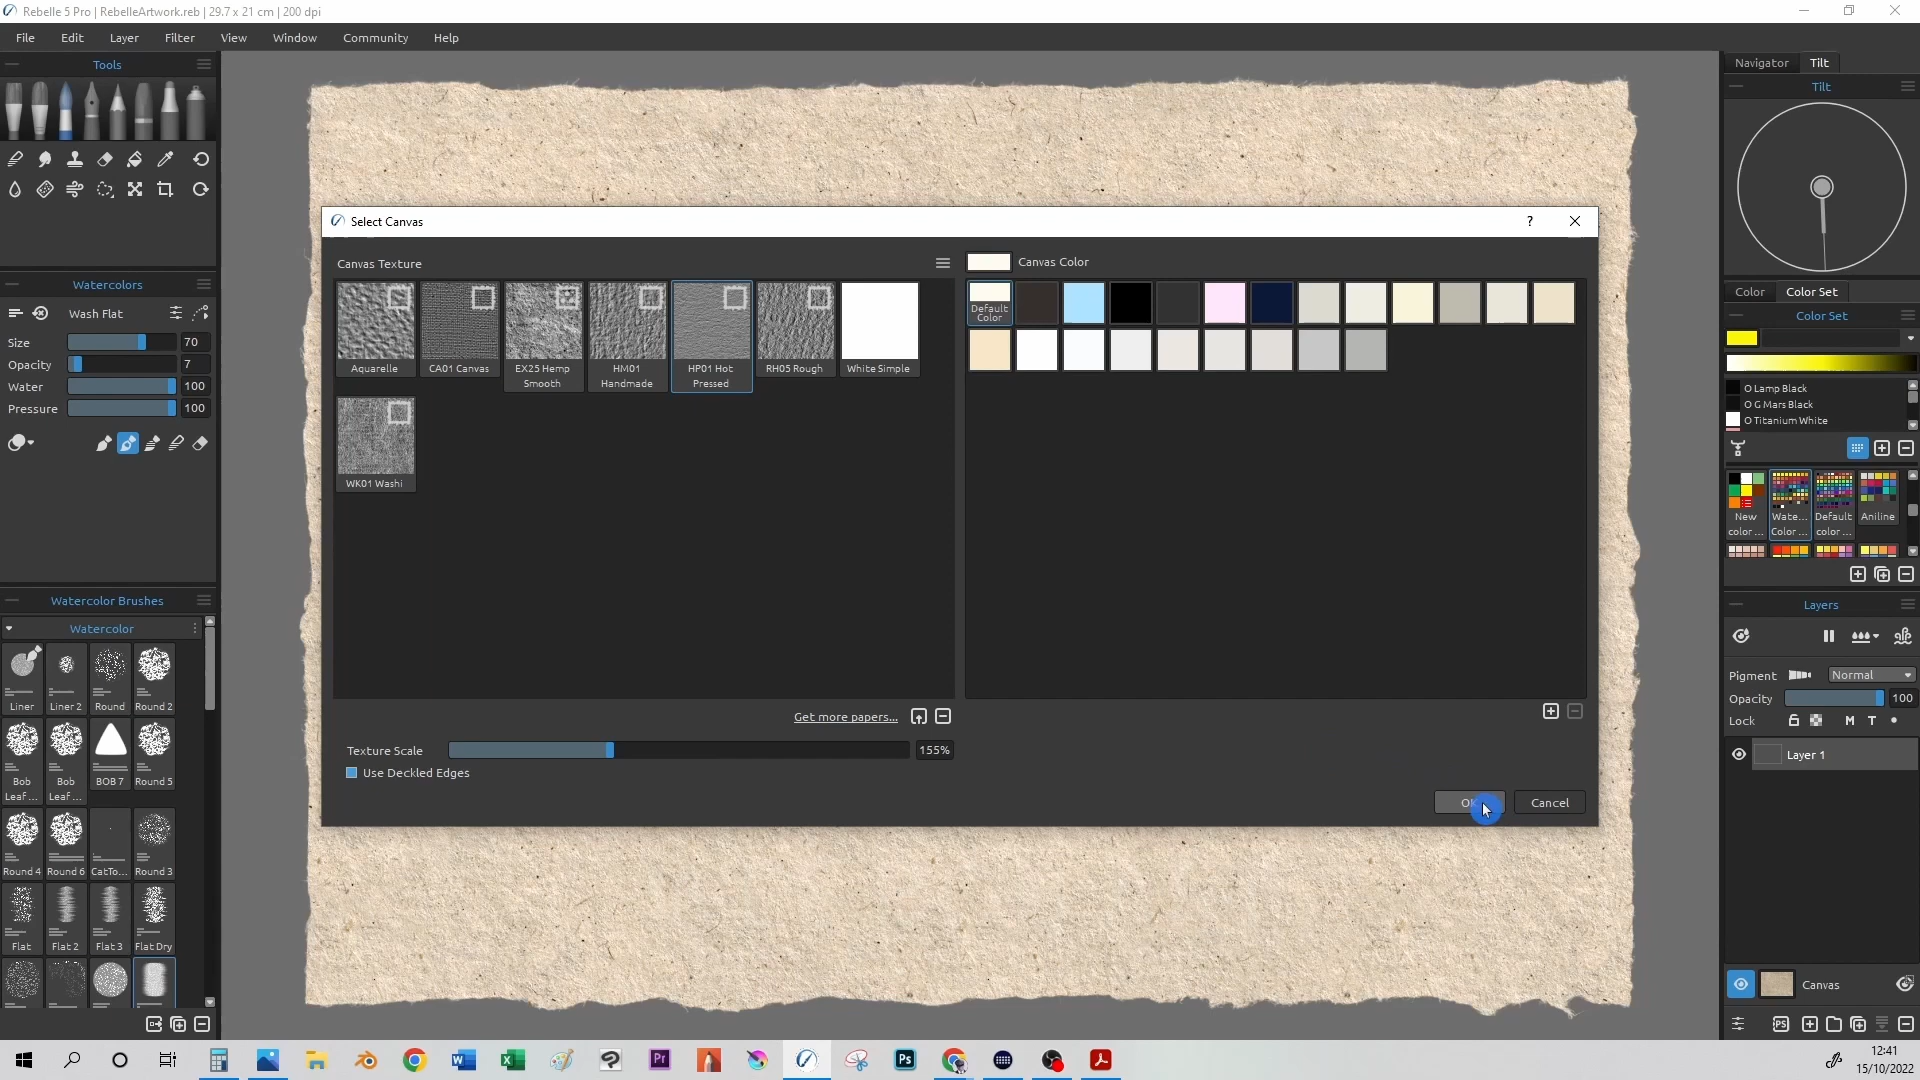 Rebelle 5 Pro | RebelleArtwork.reb | 29.7 x 21 cm | 200 dpi
File Edit Layer Filter View Window Community Help
Tools
Watercolors
Wash Flat
Size 70
Opacity 7
Water 100
Pressure 100
Watercolor Brushes
Watercolor
Liner Liner 2 Round Round 2
Bob Leaf ... Bob Leaf ... BOB 7 Round 5
Round 4 Round 6 CatTo... Round 3
Flat Flat 2 Flat 3 Flat Dry
Select Canvas
?
Canvas Texture
Aquarelle
CA01 Canvas
EX25 Hemp Smooth
HM01 Handmade
HP01 Hot Pressed
RH05 Rough
White Simple
WK01 Washi
Get more papers...
Texture Scale 155%
Use Deckled Edges
Canvas Color
Default Color
OK Cancel
Navigator Tilt
Tilt
Color Color Set
Color Set
O Lamp Black
O G Mars Black
O Titanium White
New color ... Wate... Color ... Default color ... Aniline
Layers
Pigment Normal
Opacity 100
Lock M T
Layer 1
Canvas
PS
Pr
Ps
12:41
15/10/2022